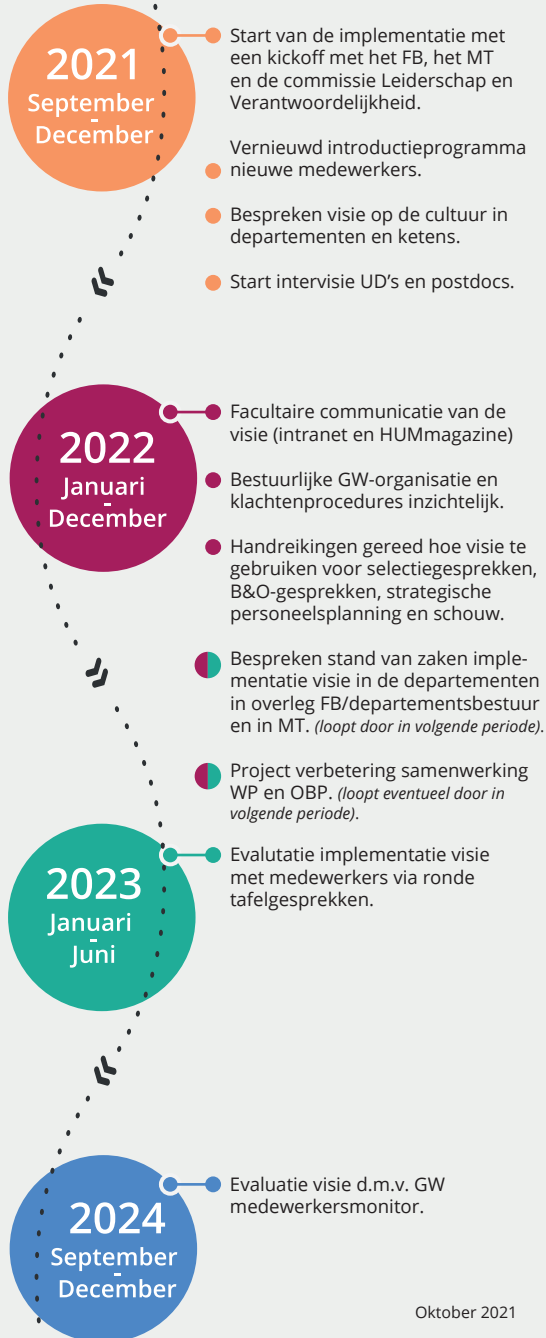 2021
September
-
December
Start van de implementatie met
een kickoff met het FB, het MT
en de commissie Leiderschap en
Verantwoordelijkheid.
Vernieuwd introductieprogramma
nieuwe medewerkers.
Bespreken visie op de cultuur in
departementen en ketens.
Start intervisie UD’s en postdocs.
2022
Januari
-
December
Facultaire communicatie van de
visie (intranet en HUMmagazine)
Bestuurlijke GW-organisatie en
klachtenprocedures inzichtelijk.
Handreikingen gereed hoe visie te
gebruiken voor selectiegesprekken,
B&O-gesprekken, strategische
personeelsplanning en schouw.
Bespreken stand van zaken imple-
mentatie visie in de departementen
in overleg FB/departementsbestuur
en in MT. (loopt door in volgende periode).
Project verbetering samenwerking
WP en OBP. (loopt eventueel door in
volgende periode).
2023
Januari
-
Juni
Evalutatie implementatie visie
met medewerkers via ronde
tafelgesprekken.
2024
September
-
December
Evaluatie visie d.m.v. GW
medewerkersmonitor.
Oktober 2021